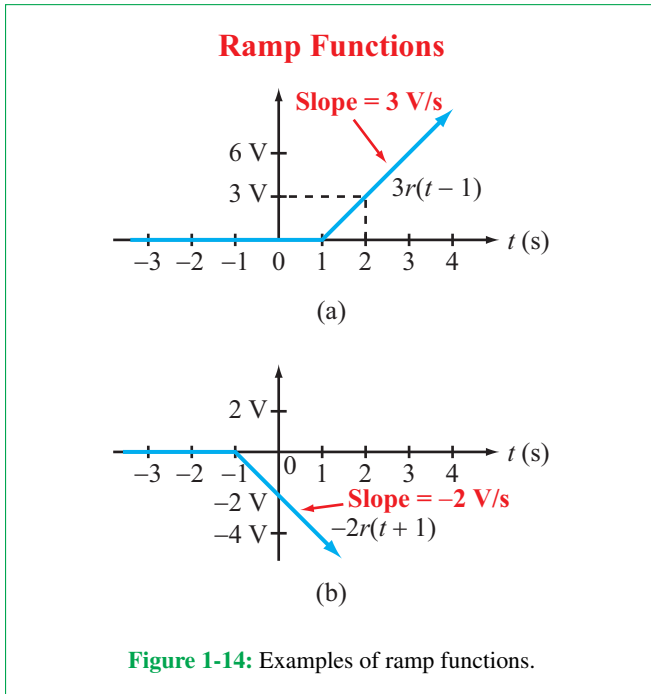 Ramp Functions
Slope = 3 V/s
6 V
3 V
3r(t − 1)
t (s)
−3 −2 −1 0 1 2 3 4
(a)
2 V
t (s)
−3 −2 −1 0 1 2 3 4
−2 V
Slope = −2 V/s
−2r(t + 1)
−4 V
(b)
Figure 1-14: Examples of ramp functions.